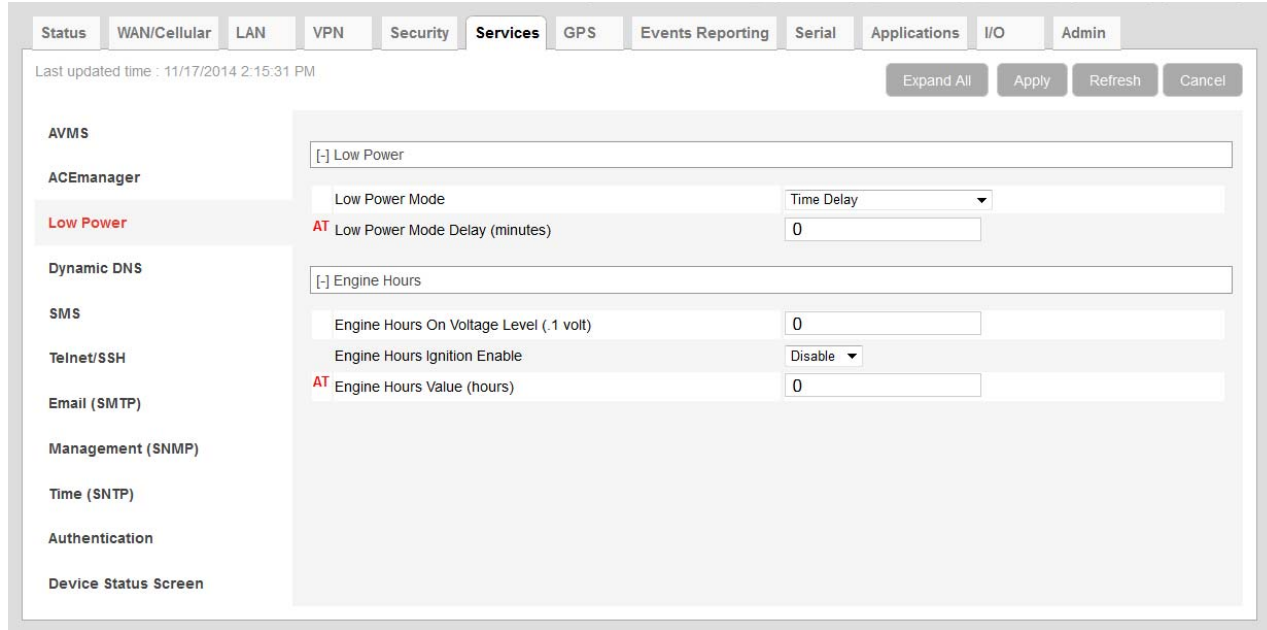 Status WAN/Cellular LAN VPN Security Services GPS Events Reporting Serial Applications I/O Admin
Last updated time : 11/17/2014 2:15:31 PM
Expand All Apply Refresh Cancel
AVMS
ACEmanager
Low Power
Dynamic DNS
SMS
Telnet/SSH
Email (SMTP)
Management (SNMP)
Time (SNTP)
Authentication
Device Status Screen
[-] Low Power
Low Power Mode Time Delay
AT Low Power Mode Delay (minutes) 0
[-] Engine Hours
Engine Hours On Voltage Level (.1 volt) 0
Engine Hours Ignition Enable Disable
AT Engine Hours Value (hours) 0